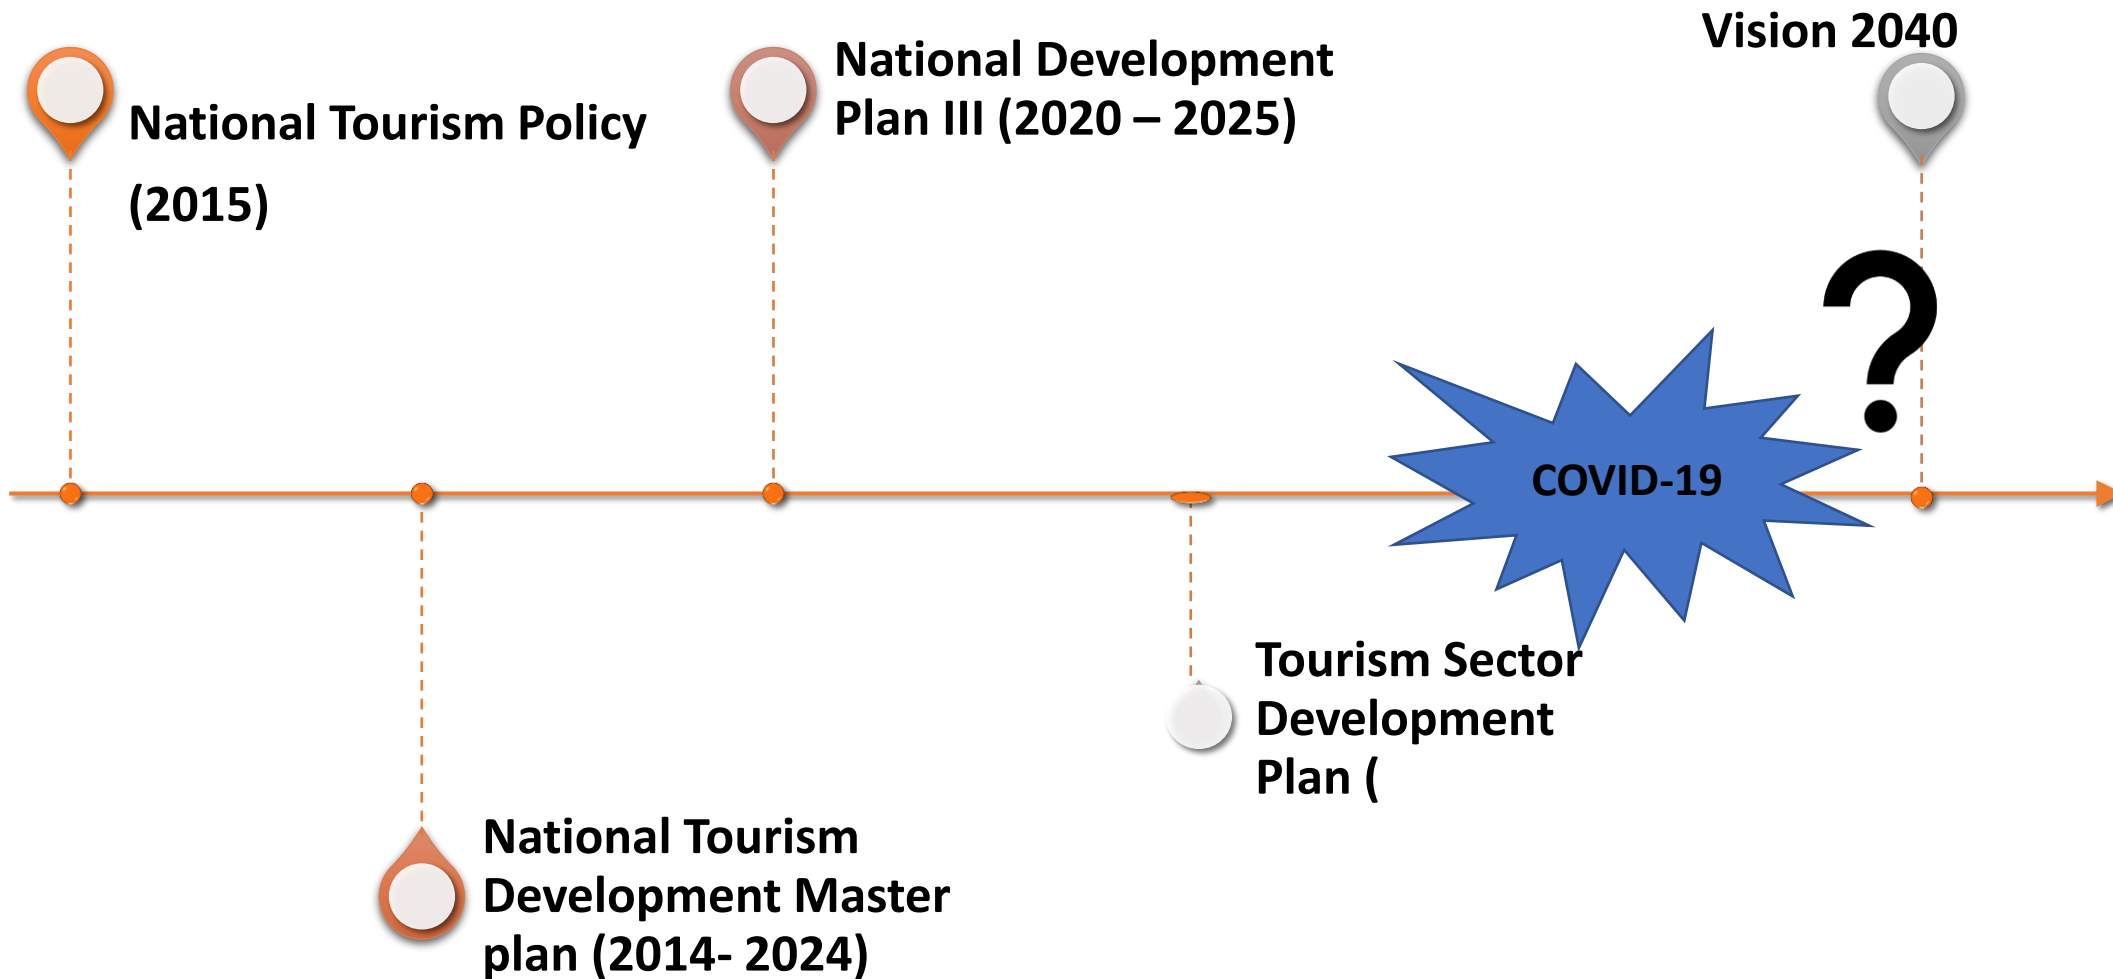 National Tourism Policy
(2015)
National Development
Plan III (2020 – 2025)
Vision 2040
?
COVID-19
Tourism Sector
Development
Plan (
National Tourism
Development Master
plan (2014- 2024)